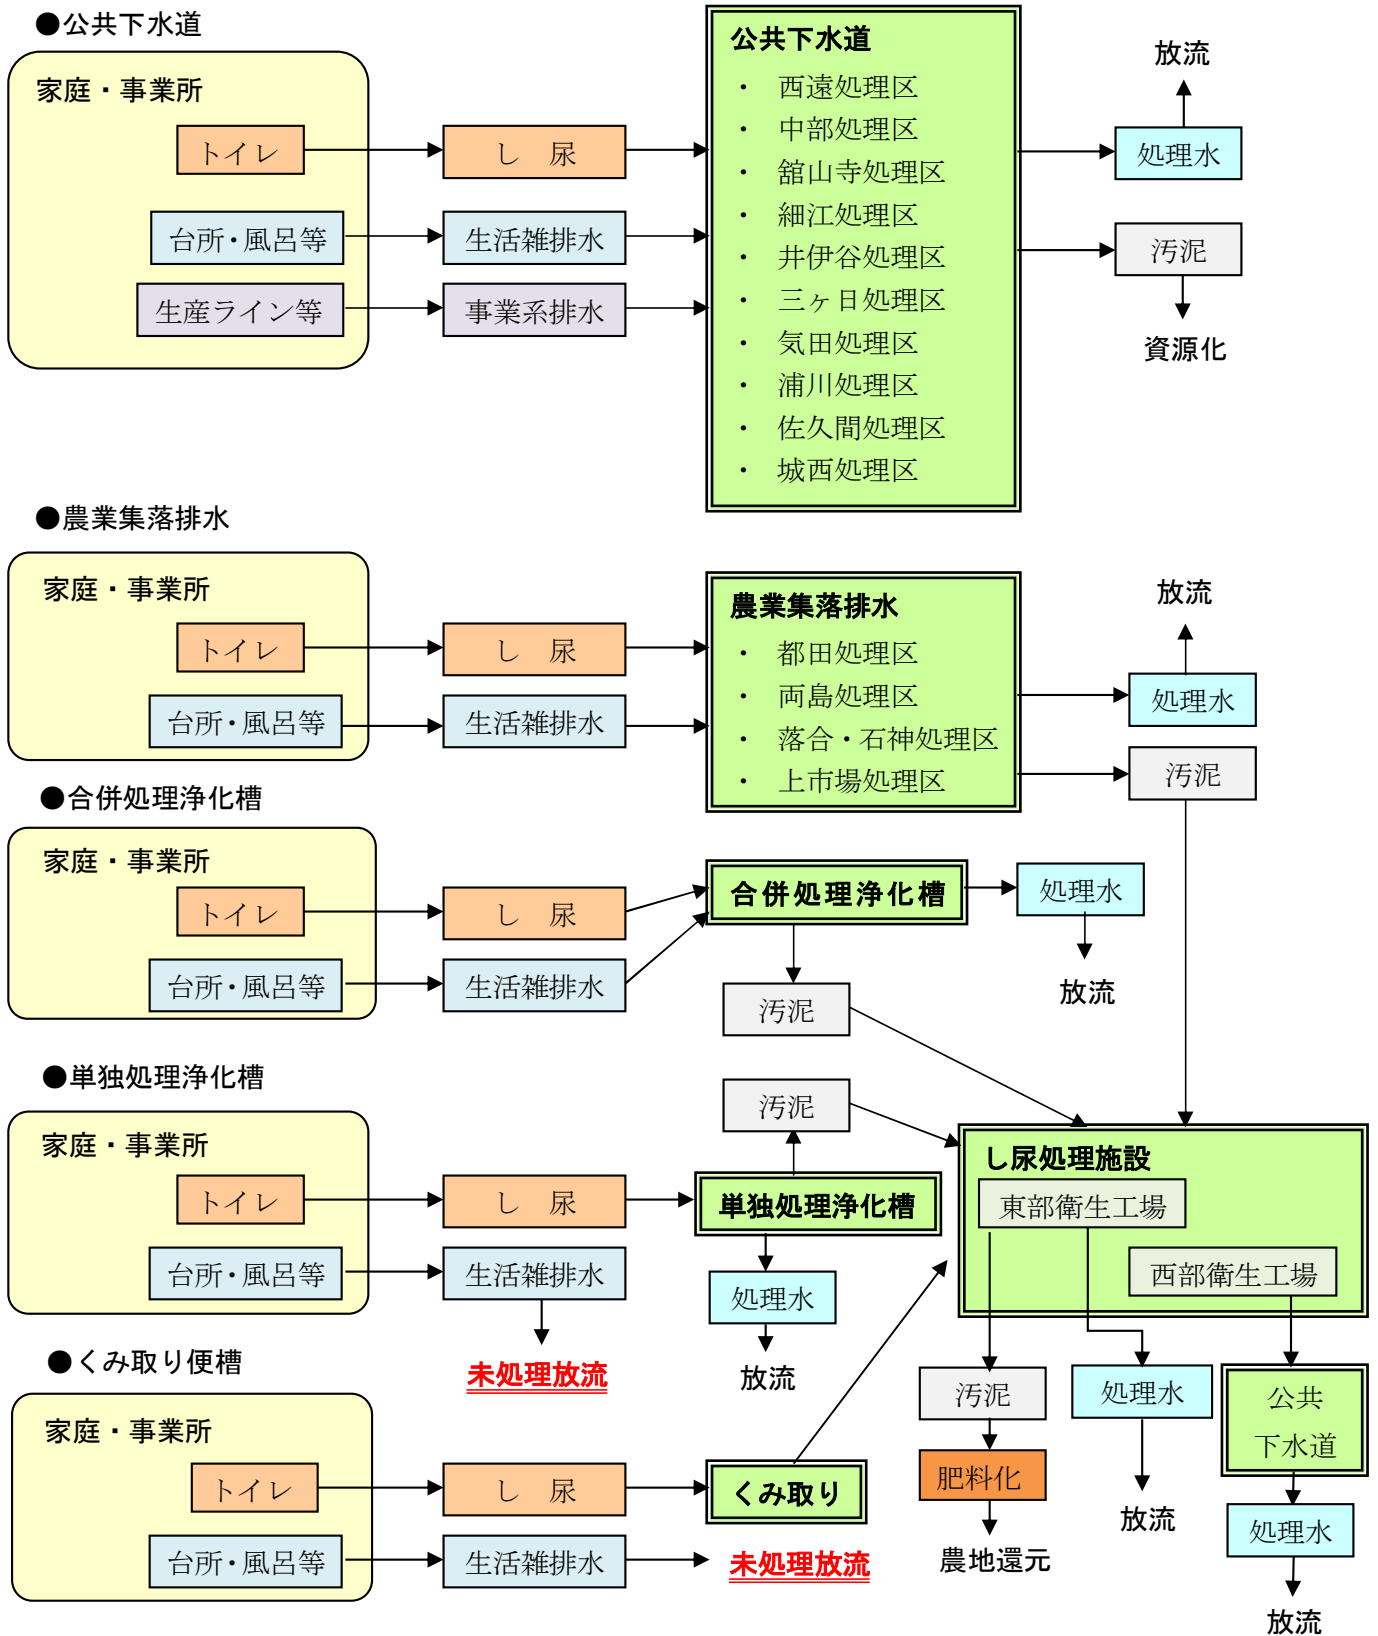 ●公共下水道
家庭・事業所
トイレ
し　尿
台所・風呂等
生活雑排水
生産ライン等
事業系排水
公共下水道
・　西遠処理区
・　中部処理区
・　舘山寺処理区
・　細江処理区
・　井伊谷処理区
・　三ヶ日処理区
・　気田処理区
・　浦川処理区
・　佐久間処理区
・　城西処理区
放流
処理水
汚泥
資源化
●農業集落排水
家庭・事業所
トイレ
し　尿
台所・風呂等
生活雑排水
農業集落排水
・　都田処理区
・　両島処理区
・　落合・石神処理区
・　上市場処理区
放流
処理水
汚泥
●合併処理浄化槽
家庭・事業所
トイレ
し　尿
台所・風呂等
生活雑排水
合併処理浄化槽
処理水
放流
汚泥
●単独処理浄化槽
家庭・事業所
トイレ
し　尿
台所・風呂等
生活雑排水
未処理放流
汚泥
単独処理浄化槽
処理水
放流
し尿処理施設
東部衛生工場
西部衛生工場
●くみ取り便槽
家庭・事業所
トイレ
し　尿
台所・風呂等
生活雑排水
くみ取り
未処理放流
汚泥
肥料化
農地還元
処理水
放流
公共
下水道
処理水
放流